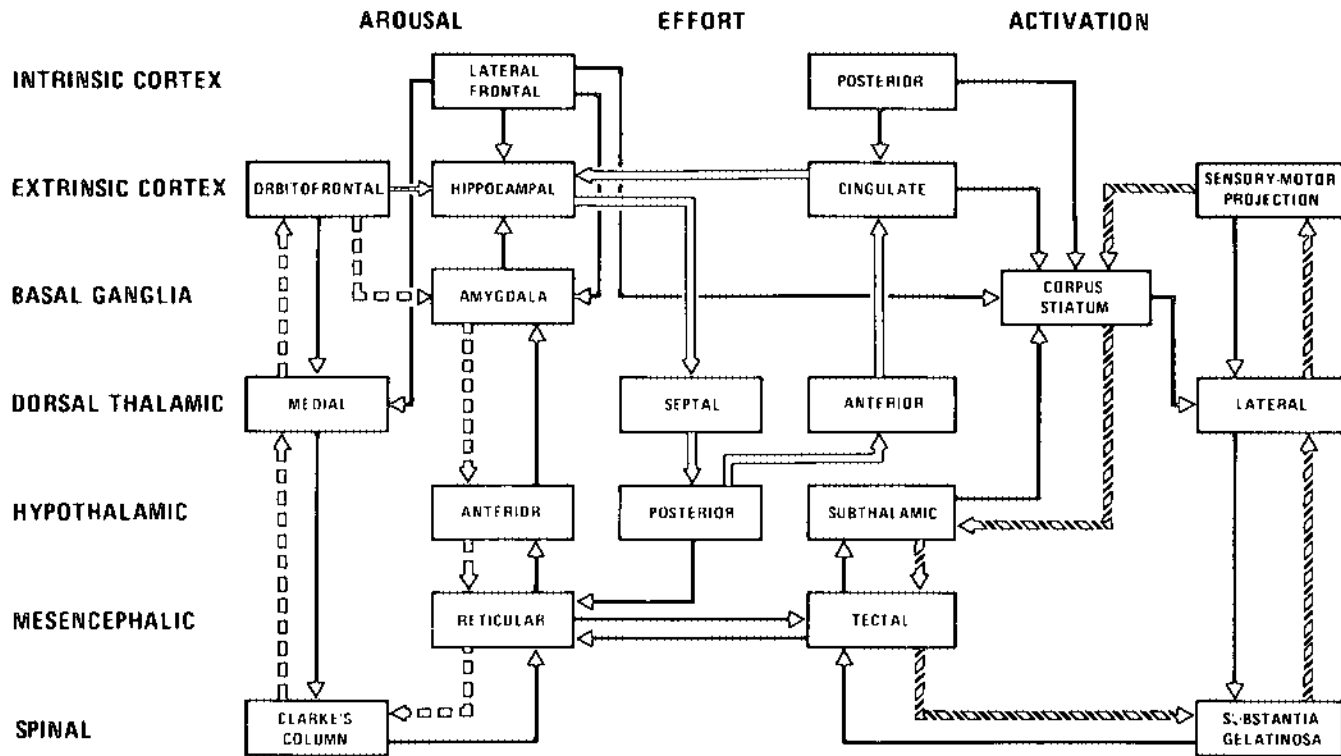 AROUSAL EFFORT ACTIVATION
INTRINSIC CORTEX
LATERAL
FRONTAL
POSTERIOR
EXTRINSIC CORTEX
ORBITOFRONTAL
HIPPOCAMPAL
CINGULATE
SENSORY-MOTOR
PROJECTION
BASAL GANGLIA
AMYGDALA
CORPUS
STIATUM
DORSAL THALAMIC
MEDIAL
SEPTAL
ANTERIOR
LATERAL
HYPOTHALAMIC
ANTERIOR
POSTERIOR
SUBTHALAMIC
MESENCEPHALIC
RETICULAR
TECTAL
SPINAL
CLARKE'S
COLUMN
SUBSTANTIA
GELATINOSA